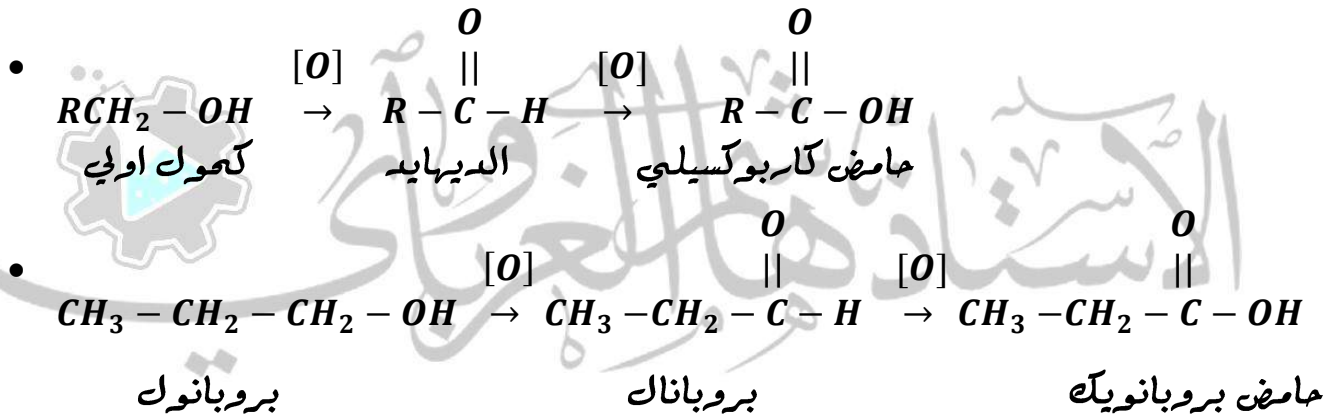 O O
[O] || [O] ||
• RCH₂ − OH → R − C − H → R − C − OH
كحول اولي الديهايد حامض كاربوكسيلي
O O
[O] || [O] ||
• CH₃ − CH₂ − CH₂ − OH → CH₃ −CH₂ − C − H → CH₃ −CH₂ − C − OH
بروبانول بروبانال حامض بروبانويك